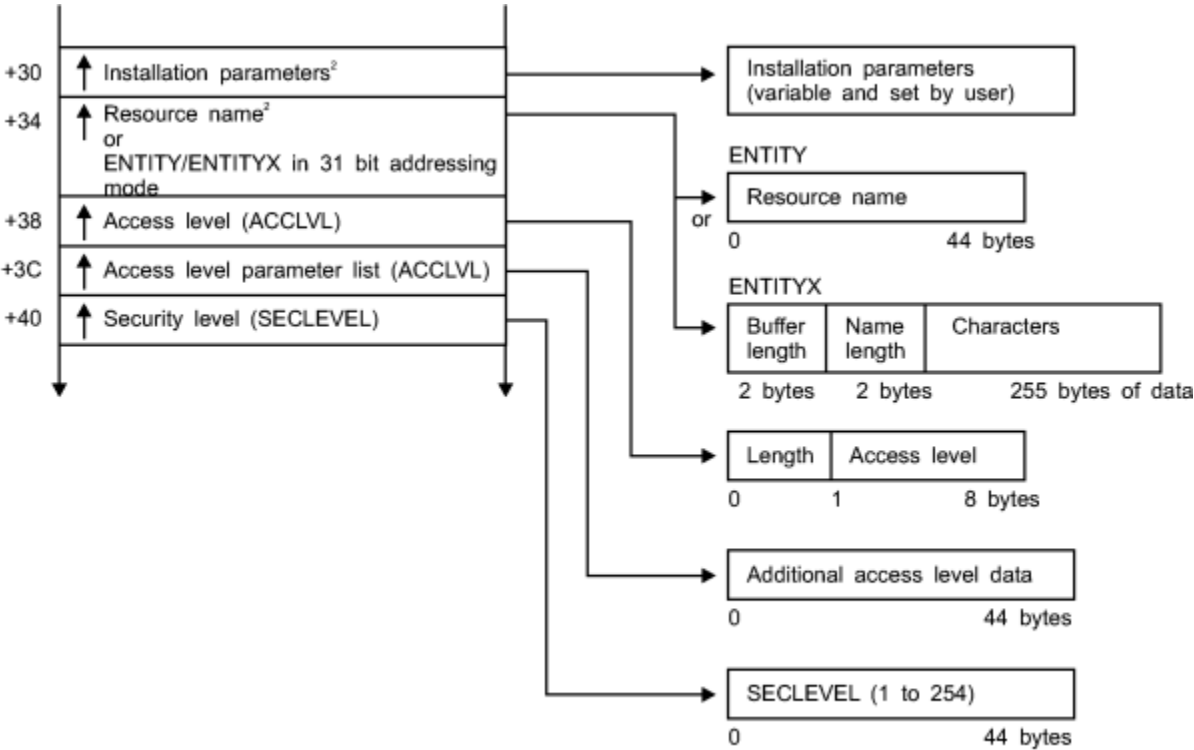 +30
Installation parameters²
+34
Resource name²
or
ENTITY/ENTITYX in 31 bit addressing
mode
+38
Access level (ACCLVL)
+3C
Access level parameter list (ACCLVL)
+40
Security level (SECLEVEL)
Installation parameters
(variable and set by user)
ENTITY
Resource name
or
0 44 bytes
ENTITYX
Buffer length
Name length
Characters
2 bytes 2 bytes 255 bytes of data
Length Access level
0 1 8 bytes
Additional access level data
0 44 bytes
SECLEVEL (1 to 254)
0 44 bytes